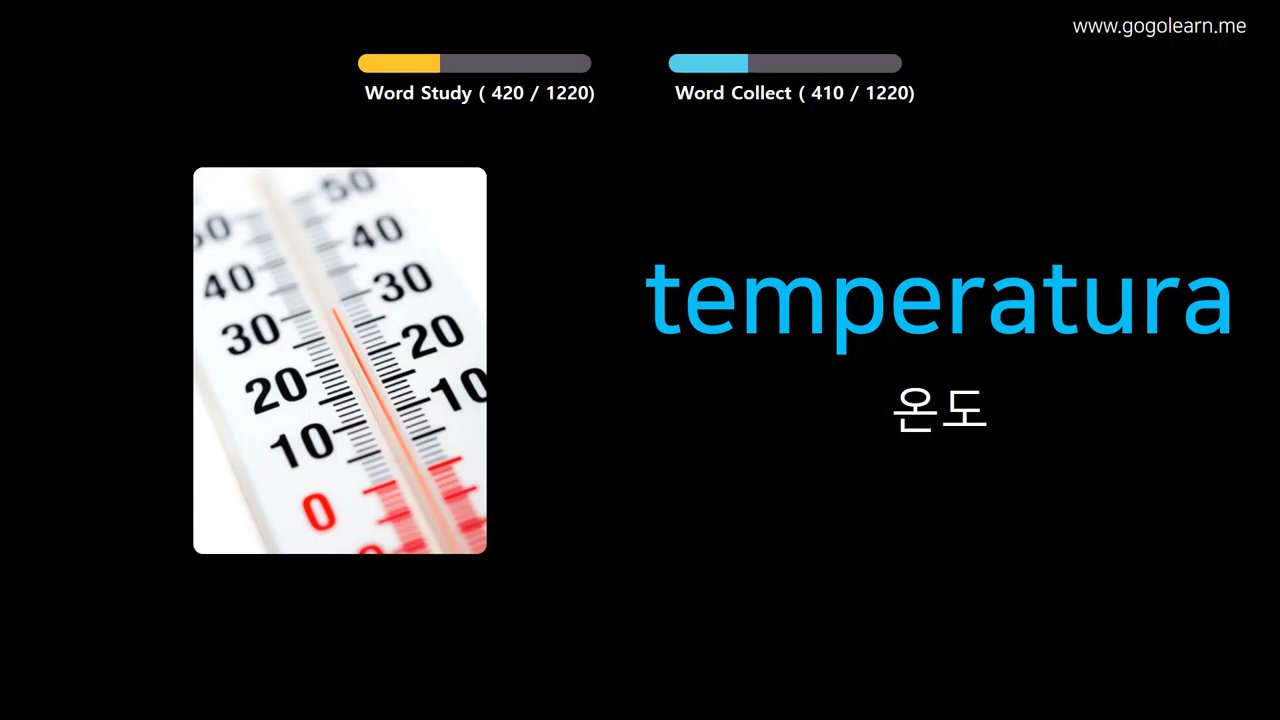 www.gogolearn.me
Word Study ( 420 / 1220)
Word Collect ( 410 / 1220)
50
40
30
20
10
40
30
20
10
0
temperatura
온도